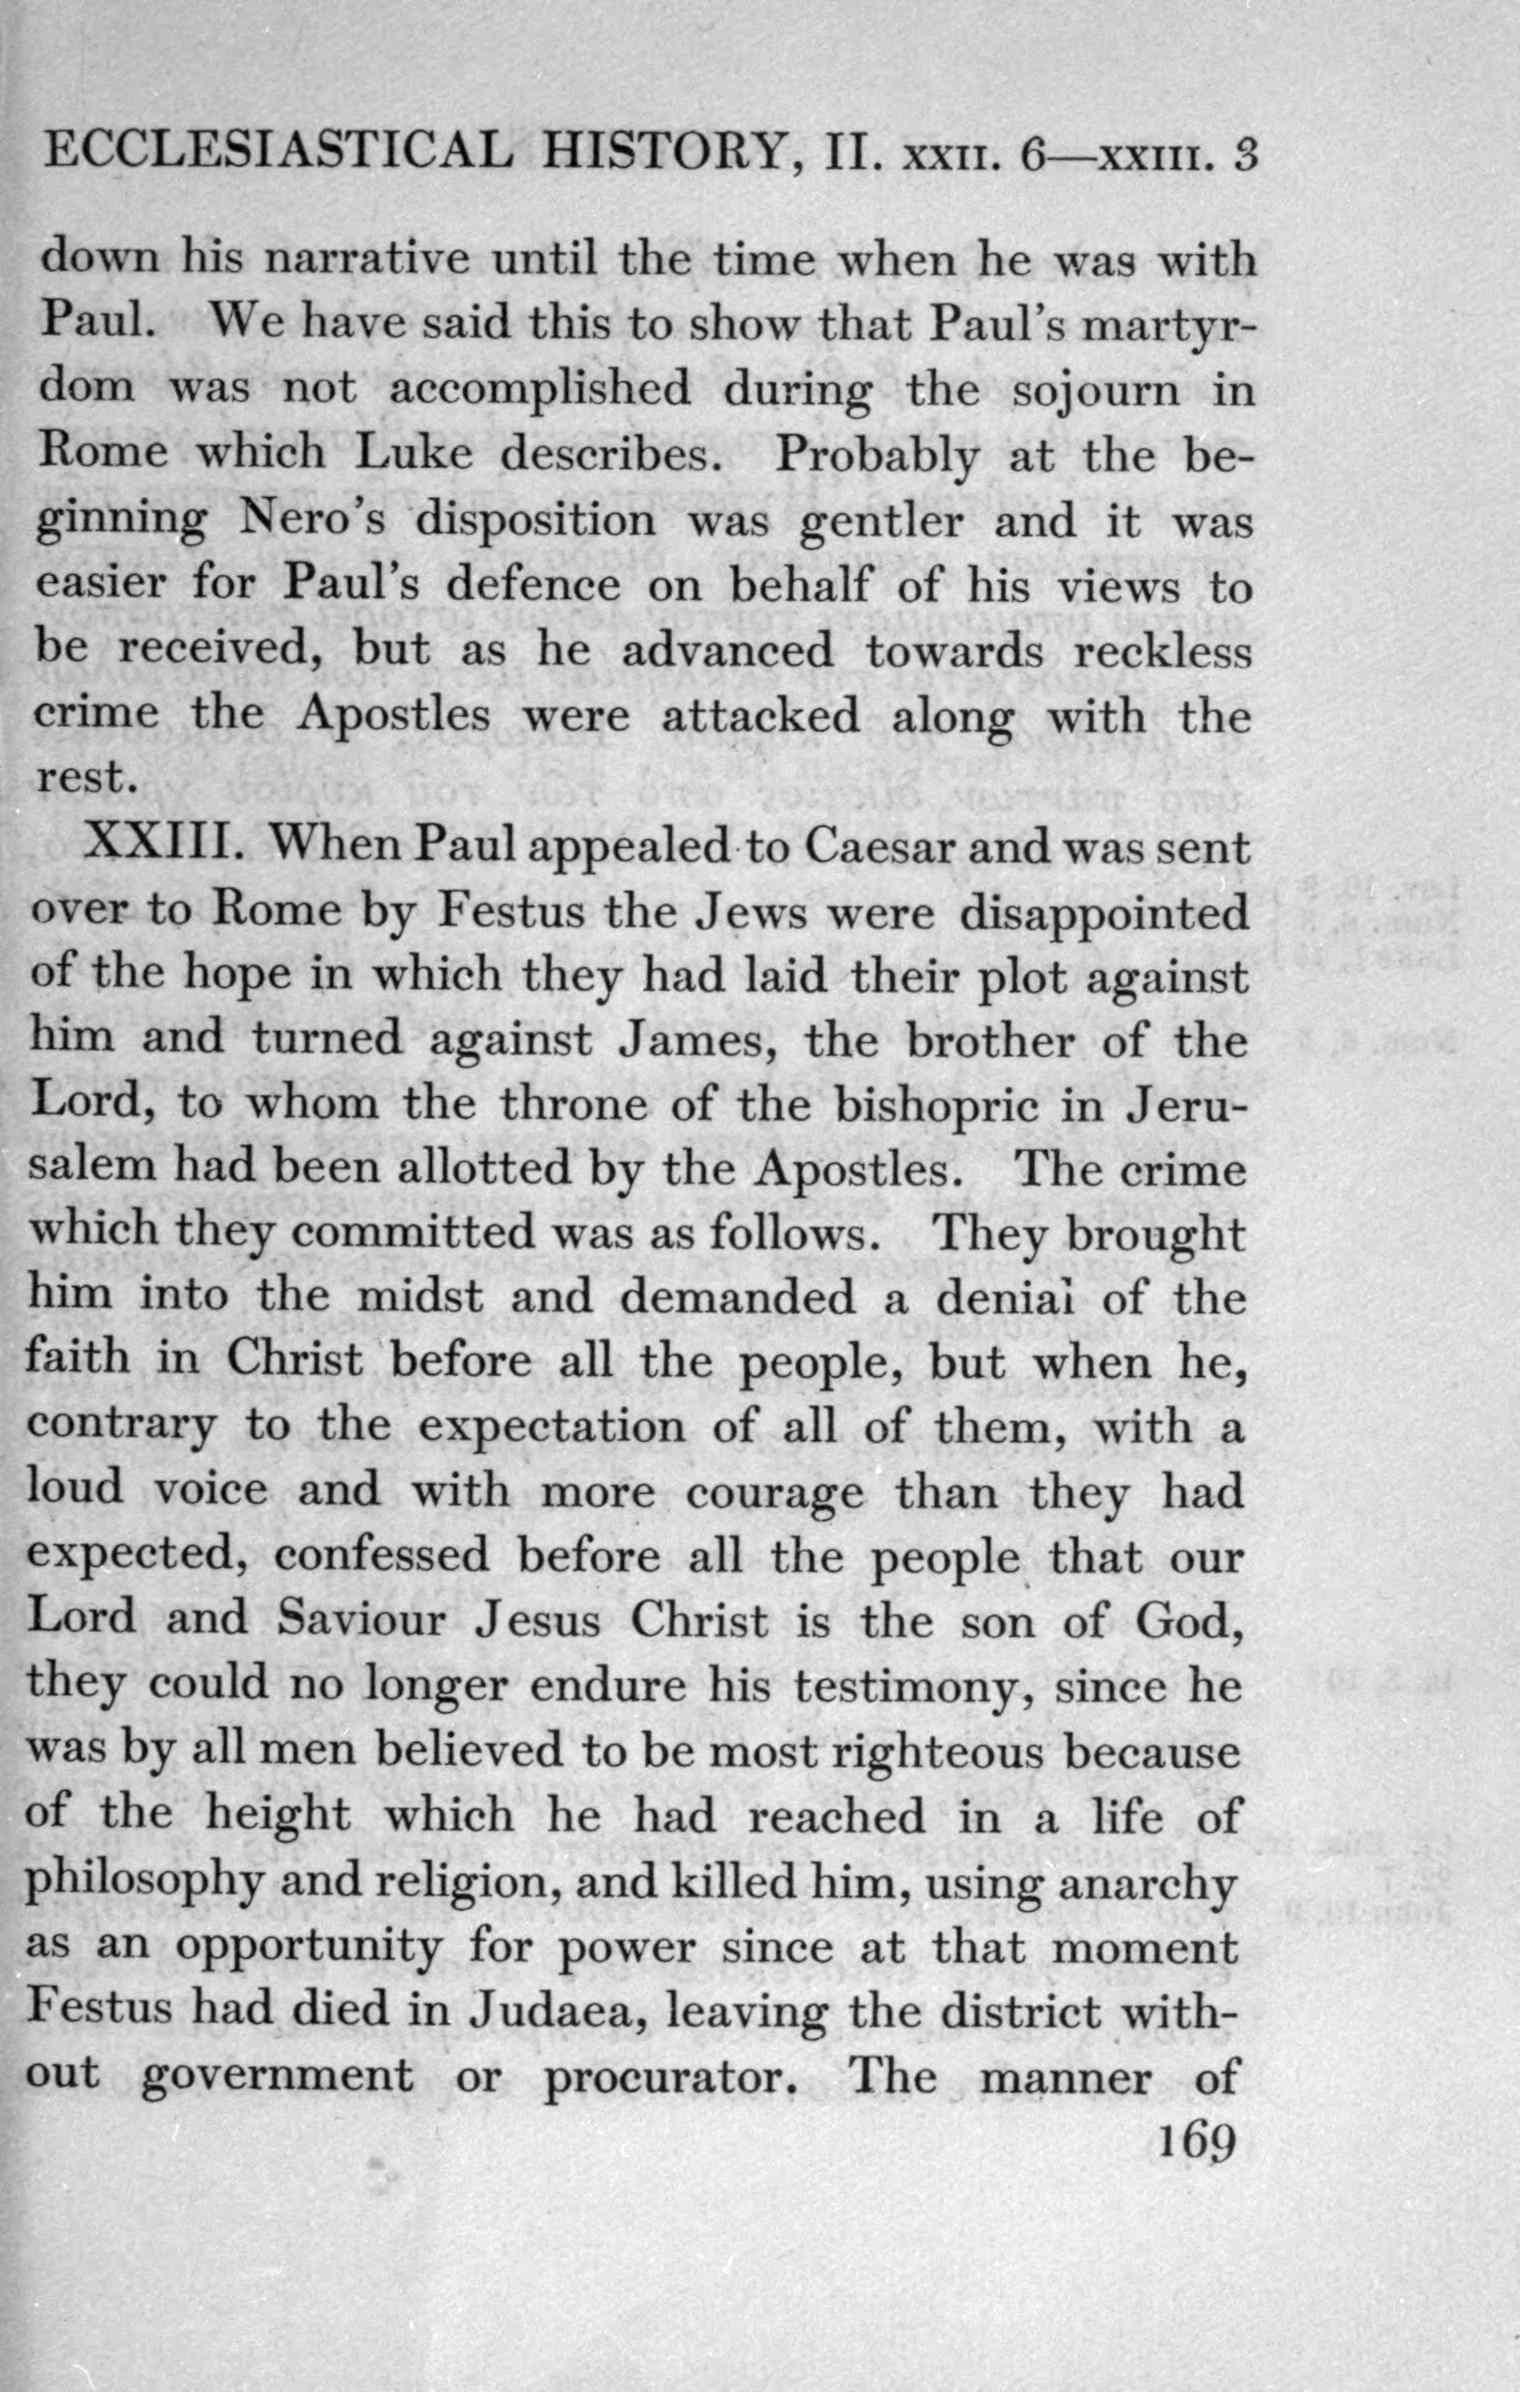 ECCLESIASTICAL HISTORY, II. XXII. 6—XXIII. 3
down his narrative until the time when he was with
Paul. We have said this to show that Paul's martyr-
dom was not accomplished during the sojourn in
Rome which Luke describes. Probably at the be-
ginning Nero's disposition was gentler and it was
easier for Paul's defence on behalf of his views to
be received, but as he advanced towards reckless
crime the Apostles were attacked along with the
rest.
XXIII. When Paul appealed to Caesar and was sent
over to Rome by Festus the Jews were disappointed
of the hope in which they had laid their plot against
him and turned against James, the brother of the
Lord, to whom the throne of the bishopric in Jeru-
salem had been allotted by the Apostles. The crime
which they committed was as follows. They brought
him into the midst and demanded a denial of the
faith in Christ before all the people, but when he,
contrary to the expectation of all of them, with a
loud voice and with more courage than they had
expected, confessed before all the people that our
Lord and Saviour Jesus Christ is the son of God,
they could no longer endure his testimony, since he
was by all men believed to be most righteous because
of the height which he had reached in a life of
philosophy and religion, and killed him, using anarchy
as an opportunity for power since at that moment
Festus had died in Judaea, leaving the district with-
out government or procurator. The manner of
169